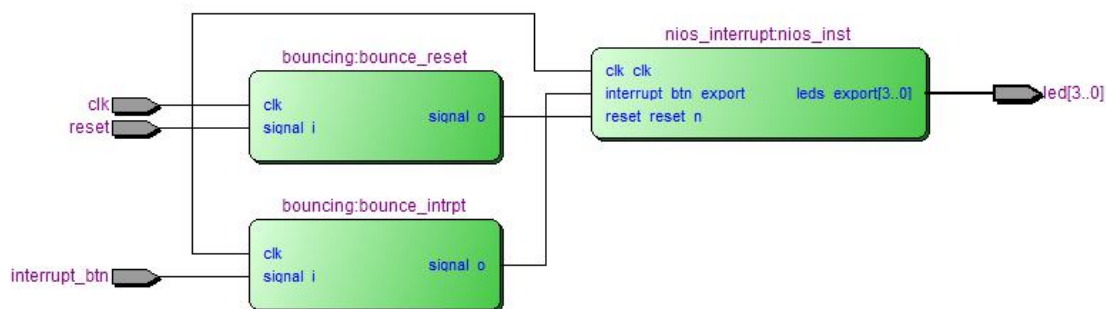 nios_interrupt:nios_inst
bouncing:bounce_reset
clk clk
clk
clk
interrupt btn export
leds export[3..0]
led[3..0]
reset
signal i
signal o
reset reset n
bouncing:bounce_intrpt
clk
interrupt_btn
signal i
signal o